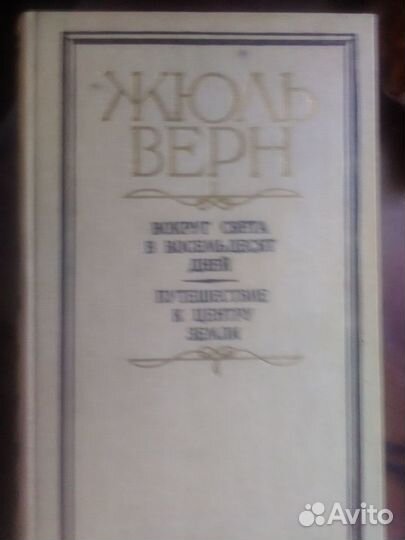 ЖЮЛЬ
ВЕРН
ВОКРУГ СВЕТА
В ВОСЕМЬДЕСЯТ
ДНЕЙ
ПУТЕШЕСТВИЕ
К ЦЕНТРУ
ЗЕМЛИ
Avito